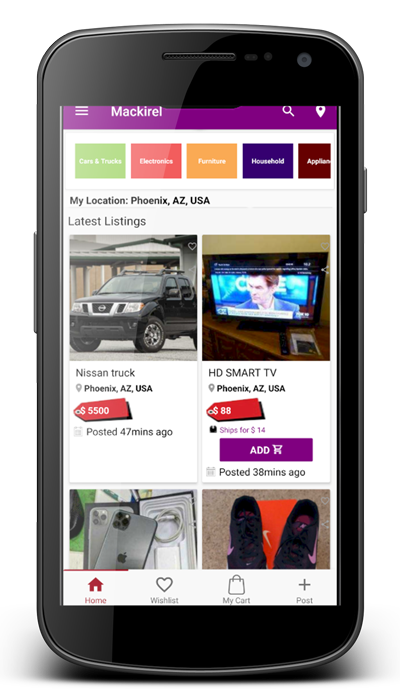 Mackirel
Cars & Trucks
Electronics
Furniture
Household
Applian
My Location: Phoenix, AZ, USA
Latest Listings
Nissan truck
Phoenix, AZ, USA
$ 5500
Posted 47mins ago
HD SMART TV
Phoenix, AZ, USA
$ 88
Ships for $ 14
ADD
Posted 38mins ago
Home
Wishlist
My Cart
Post